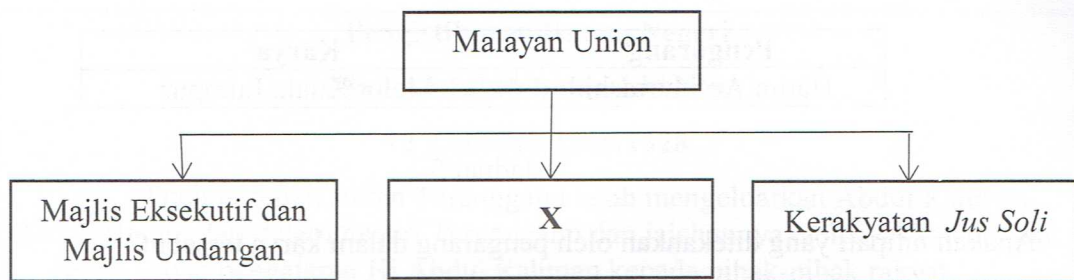 Malayan Union
Majlis Eksekutif dan
Majlis Undangan
X
Kerakyatan Jus Soli